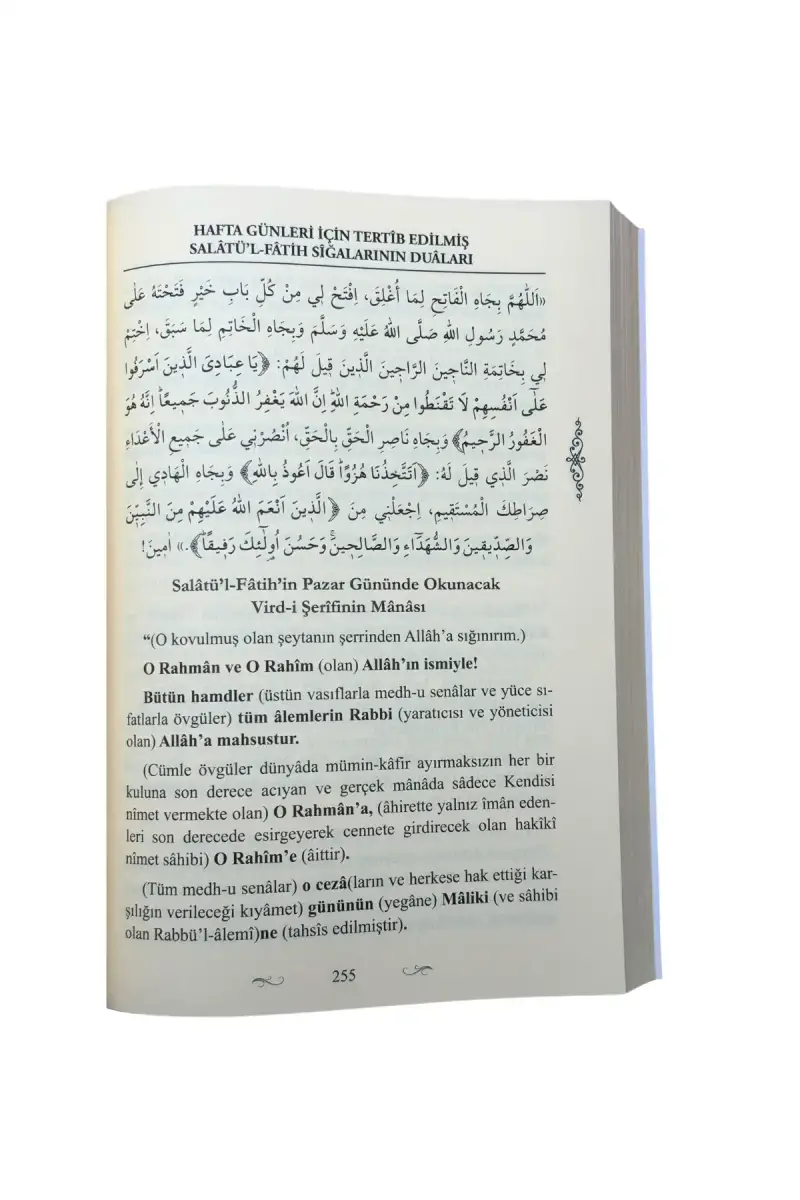 HAFTA GÜNLERİ İÇİN TERTÎB EDİLMİŞ
SALÂTÜ’L-FÂTİH SÎĞALARININ DUÂLARI
«اَللّٰهُمَّ بِجَاهِ الْفَاتِحِ لِمَا أُغْلِقَ، اِفْتَحْ لِي مِنْ كُلِّ بَابِ خَيْرٍ فَتَحْتَهُ عَلَى
مُحَمَّدٍ رَسُولِ اللهِ صَلَّى اللهُ عَلَيْهِ وَسَلَّمَ وَبِجَاهِ الْخَاتِمِ لِمَا سَبَقَ، اِخْتِمْ
لِي بِخَاتِمَةِ النَّاجِينَ الرَّاجِينَ الَّذِينَ قِيلَ لَهُمْ: ﴿يَا عِبَادِىَ الَّذِينَ اَسْرَفُوا
عَلٰٓى اَنْفُسِهِمْ لَا تَقْنَطُوا مِنْ رَحْمَةِ اللهِؕ اِنَّ اللهَ يَغْفِرُ الذُّنُوبَ جَمِيعًاؕ اِنَّهُ هُوَ
الْغَفُورُ الرَّحِيمُ﴾ وَبِجَاهِ نَاصِرِ الْحَقِّ بِالْحَقِّ، اُنْصُرْنِي عَلَى جَمِيعِ الْأَعْدَاءِ
نَصْرَ الَّذِي قِيلَ لَهُ: ﴿اَتَتَّخِذُنَا هُزُوًاؕ قَالَ اَعُوذُ بِاللهِ﴾ وَبِجَاهِ الْهَادِي إِلَى
صِرَاطِكَ الْمُسْتَقِيمِ، اِجْعَلْنِي مِنَ ﴿الَّذِينَ اَنْعَمَ اللهُ عَلَيْهِمْ مِنَ النَّبِيّٖنَ
وَالصِّدِّيقِينَ وَالشُّهَدَٓاءِ وَالصَّالِحِينَۚ وَحَسُنَ اُولٰٓئِكَ رَفِيقًاؕ﴾.» اٰمِينَ!
Salâtü’l-Fâtih’in Pazar Gününde Okunacak
Vird-i Şerîfinin Mânâsı
“(O kovulmuş olan şeytanın şerrinden Allâh’a sığınırım.)
O Rahmân ve O Rahîm (olan) Allâh’ın ismiyle!
Bütün hamdler (üstün vasıflarla medh-u senâlar ve yüce sı-
fatlarla övgüler) tüm âlemlerin Rabbi (yaratıcısı ve yöneticisi
olan) Allâh’a mahsustur.
(Cümle övgüler dünyâda mümin-kâfir ayırmaksızın her bir
kuluna son derece acıyan ve gerçek mânâda sâdece Kendisi
nîmet vermekte olan) O Rahmân’a, (âhirette yalnız îmân eden-
leri son derecede esirgeyerek cennete girdirecek olan hakîkî
nîmet sâhibi) O Rahîm’e (âittir).
(Tüm medh-u senâlar) o cezâ(ların ve herkese hak ettiği kar-
şılığın verileceği kıyâmet) gününün (yegâne) Mâliki (ve sâhibi
olan Rabbü’l-âlemî)ne (tahsîs edilmiştir).
255